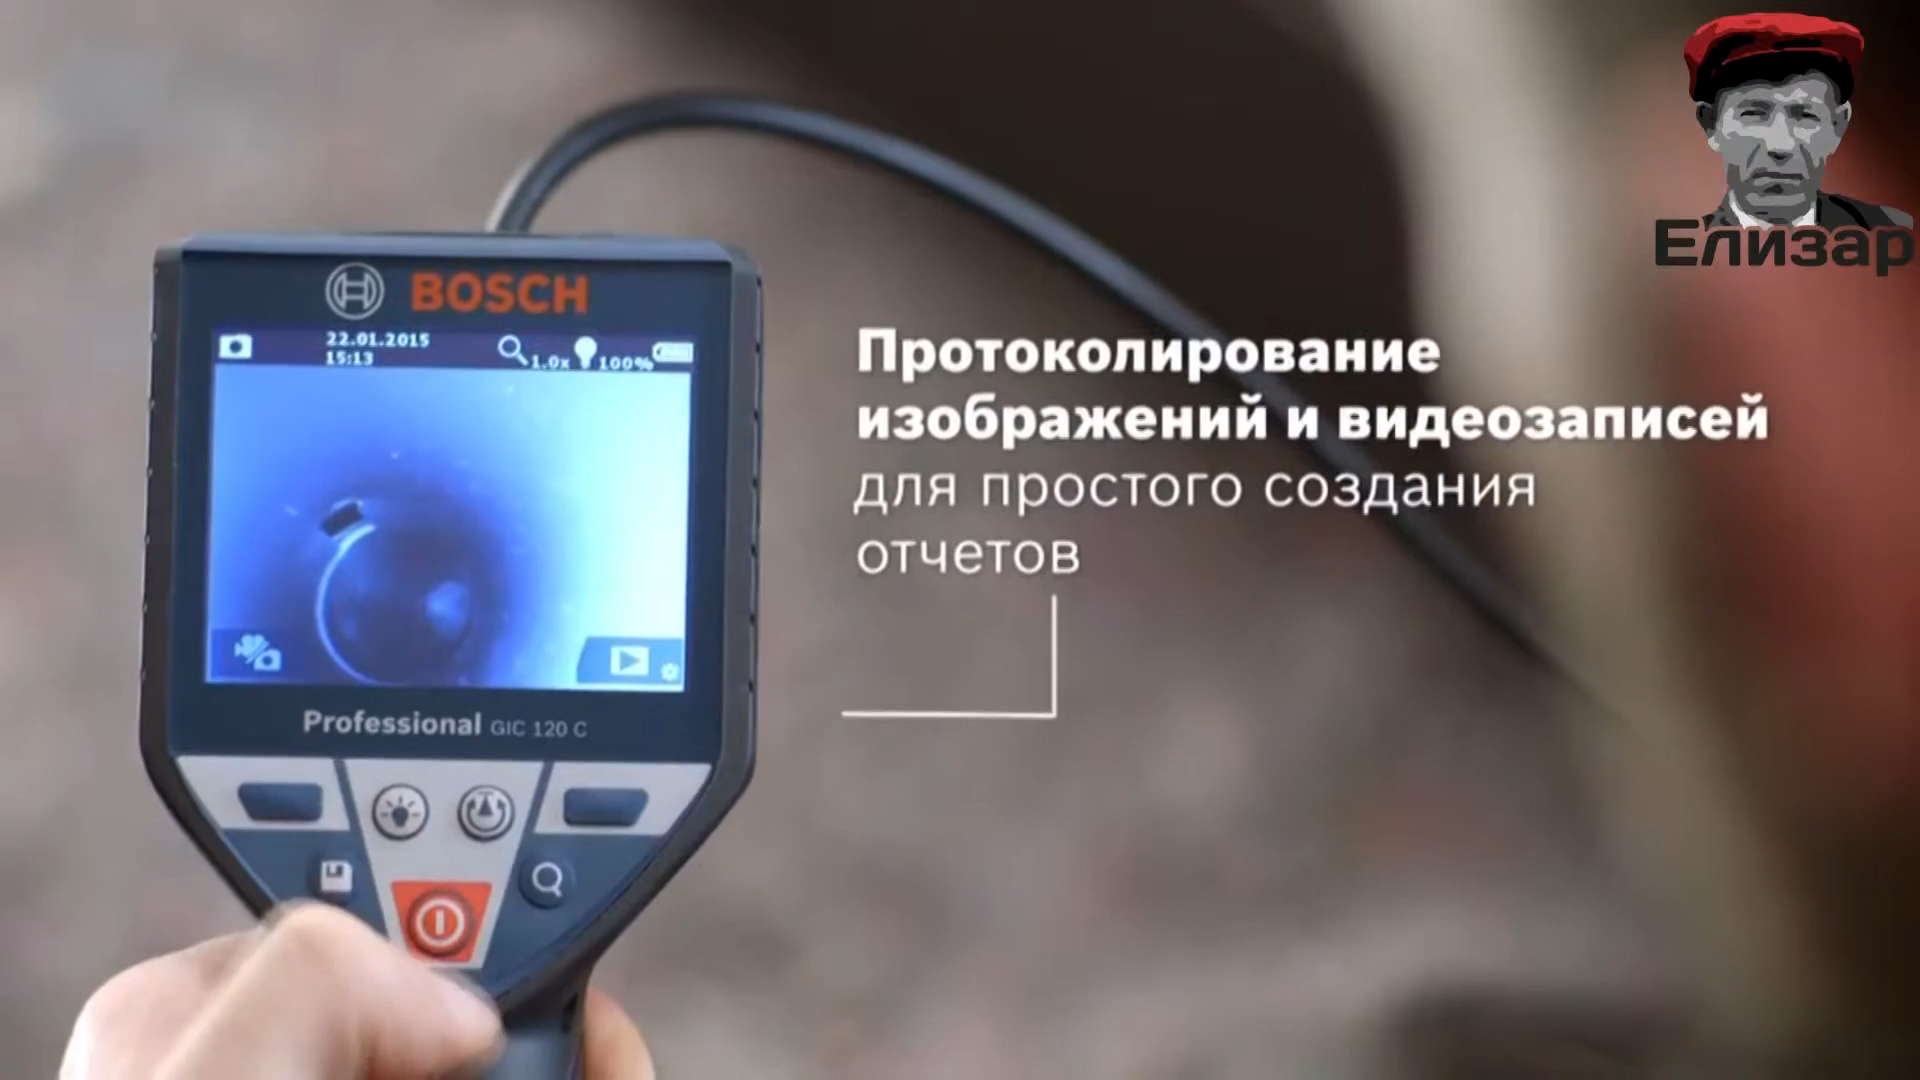 Елизар
BOSCH
22.01.2015
15:13
1.0x
100%
Протоколирование
изображений и видеозаписей
для простого создания
отчетов
Professional GIC 120 C